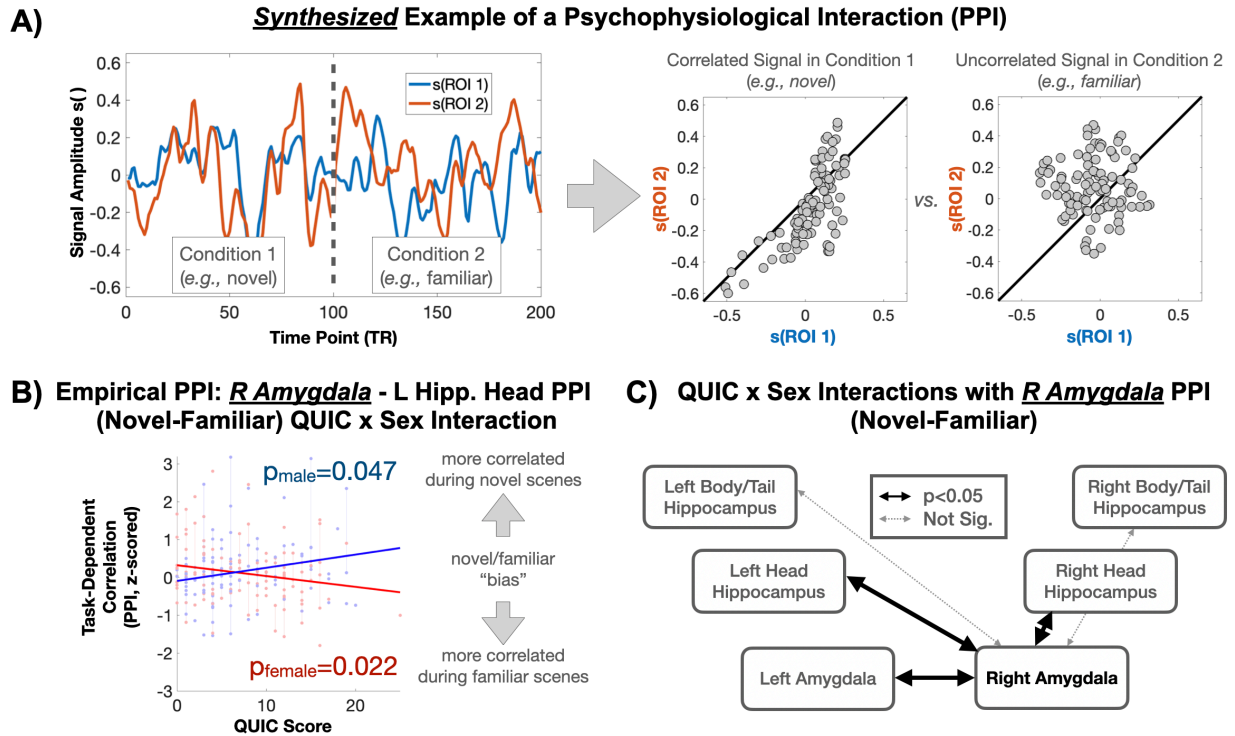 A)
Synthesized Example of a Psychophysiological Interaction (PPI)
Signal Amplitude s( )
0.6
0.4
0.2
0
-0.2
-0.4
-0.6
s(ROI 1)
s(ROI 2)
Condition 1
(e.g., novel)
Condition 2
(e.g., familiar)
0
50
100
150
200
Time Point (TR)
Correlated Signal in Condition 1
(e.g., novel)
s(ROI 2)
0.6
0.4
0.2
0
-0.2
-0.4
-0.6
-0.5
0
0.5
s(ROI 1)
vs.
Uncorrelated Signal in Condition 2
(e.g., familiar)
s(ROI 2)
0.6
0.4
0.2
0
-0.2
-0.4
-0.6
-0.5
0
0.5
s(ROI 1)
B)
Empirical PPI: R Amygdala - L Hipp. Head PPI
(Novel-Familiar) QUIC x Sex Interaction
Task-Dependent
Correlation
(PPI, z-scored)
3
2
1
0
-1
-2
-3
pmale=0.047
pfemale=0.022
0
10
20
QUIC Score
more correlated
during novel scenes
novel/familiar
“bias”
more correlated
during familiar scenes
C)
QUIC x Sex Interactions with R Amygdala PPI
(Novel-Familiar)
Left Body/Tail
Hippocampus
p<0.05
Not Sig.
Right Body/Tail
Hippocampus
Left Head
Hippocampus
Right Head
Hippocampus
Left Amygdala
Right Amygdala